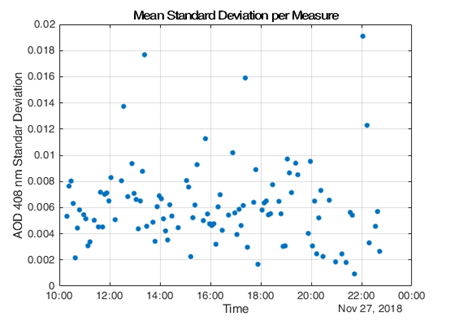 Mean Standard Deviation per Measure
0.02
0.018
0.016
0.014
0.012
0.01
0.008
0.006
0.004
0.002
0
AOD 408 nm Standar Deviation
10:00 12:00 14:00 16:00 18:00 20:00 22:00 00:00
Time
Nov 27, 2018